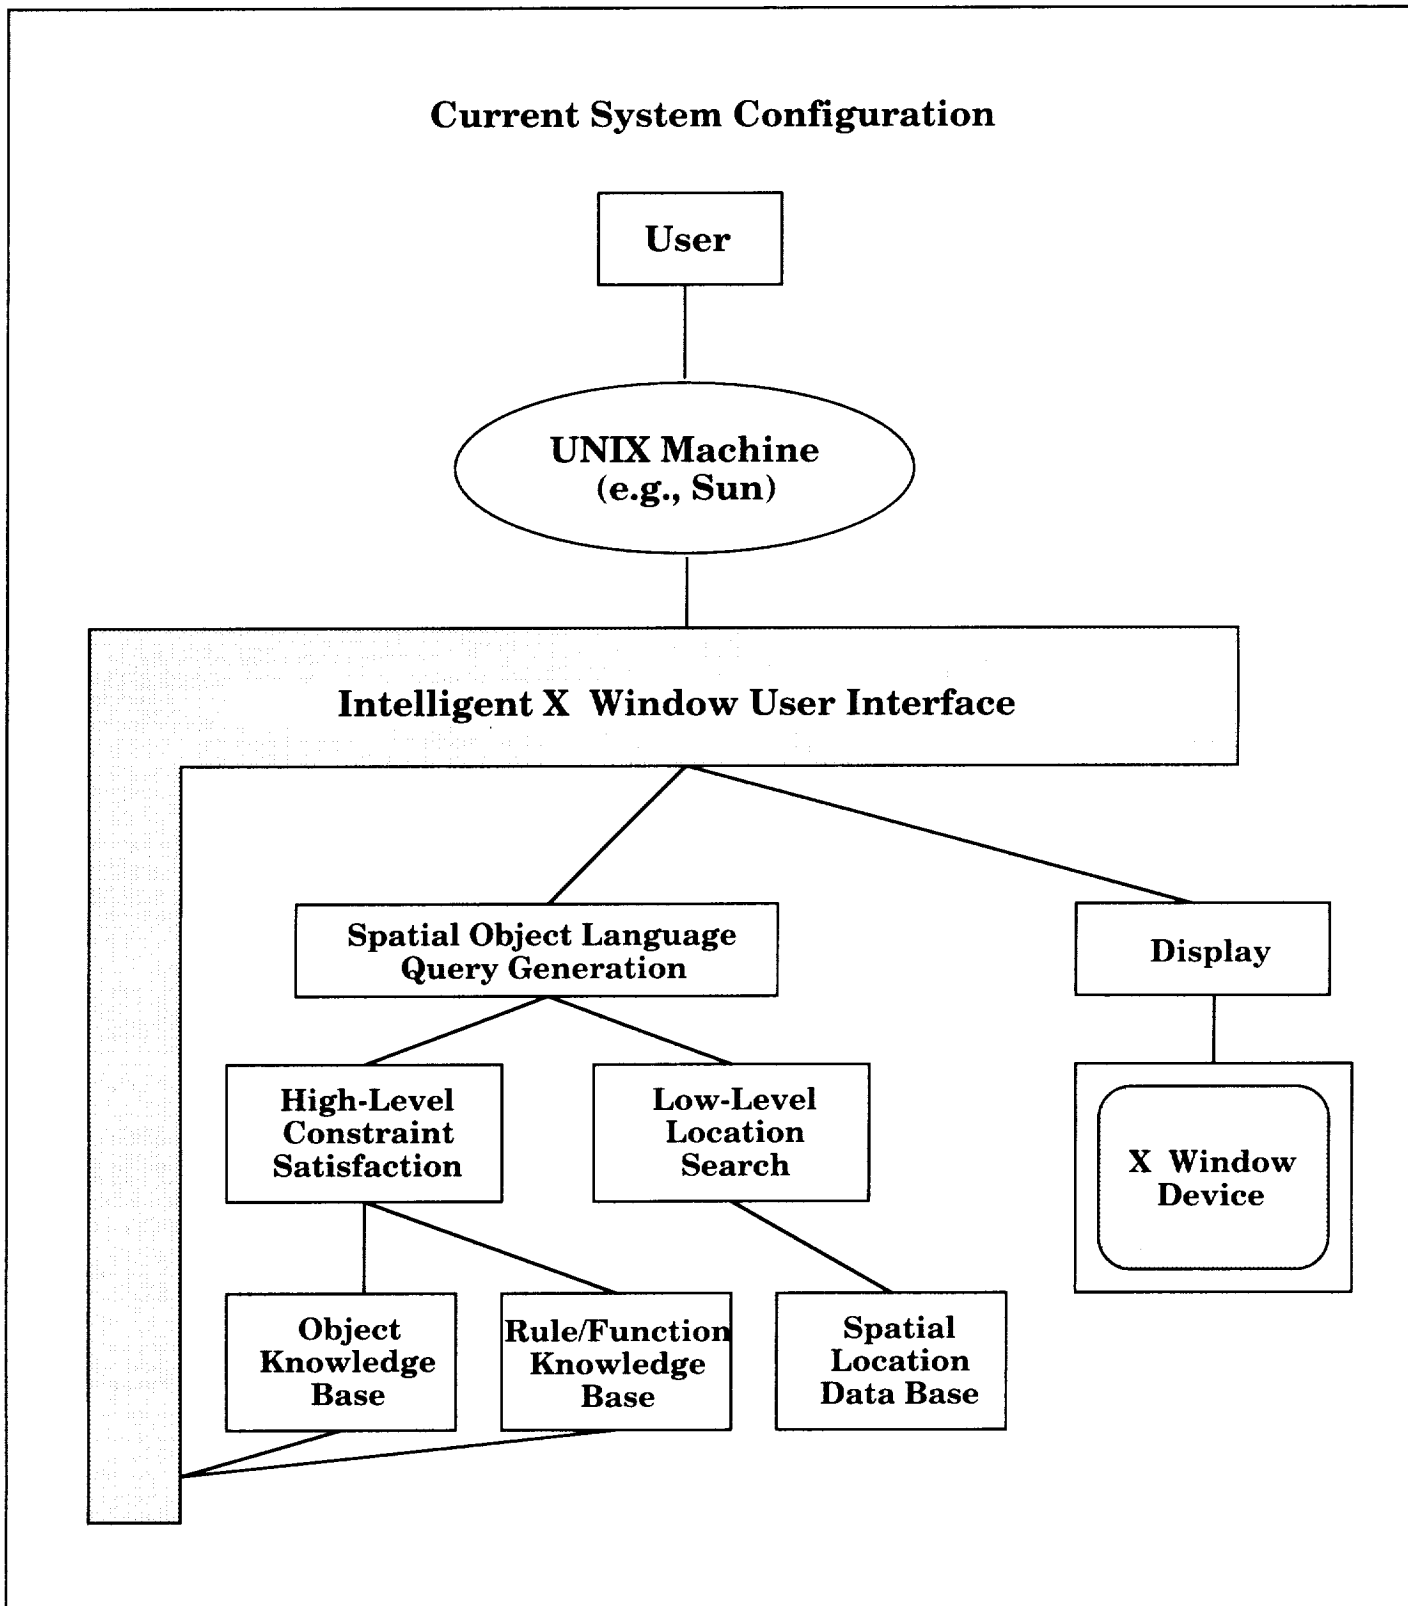 Current System Configuration
User
UNIX Machine
(e.g., Sun)
Intelligent X Window User Interface
Spatial Object Language
Query Generation
Display
High-Level
Constraint
Satisfaction
Low-Level
Location
Search
X Window
Device
Object
Knowledge
Base
Rule/Function
Knowledge
Base
Spatial
Location
Data Base